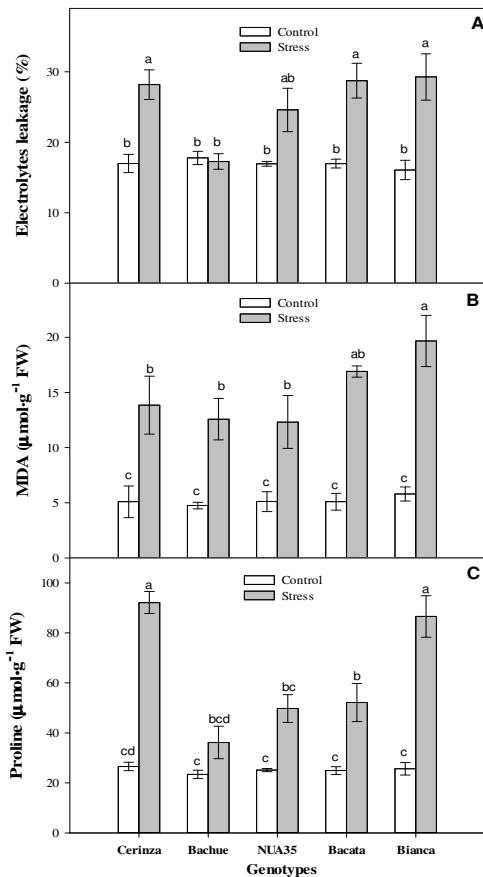 A
Control
Stress
Electrolytes leakage (%)
30
20
10
0
b a b b b ab b a b a
B
Control
Stress
MDA (µmol·g⁻¹ FW)
20
15
10
5
0
c b c b c b c ab c a
C
Control
Stress
Proline (µmol·g⁻¹ FW)
100
80
60
40
20
0
cd a c bcd c bc c b c a
Cerinza Bachue NUA35 Bacata Bianca
Genotypes